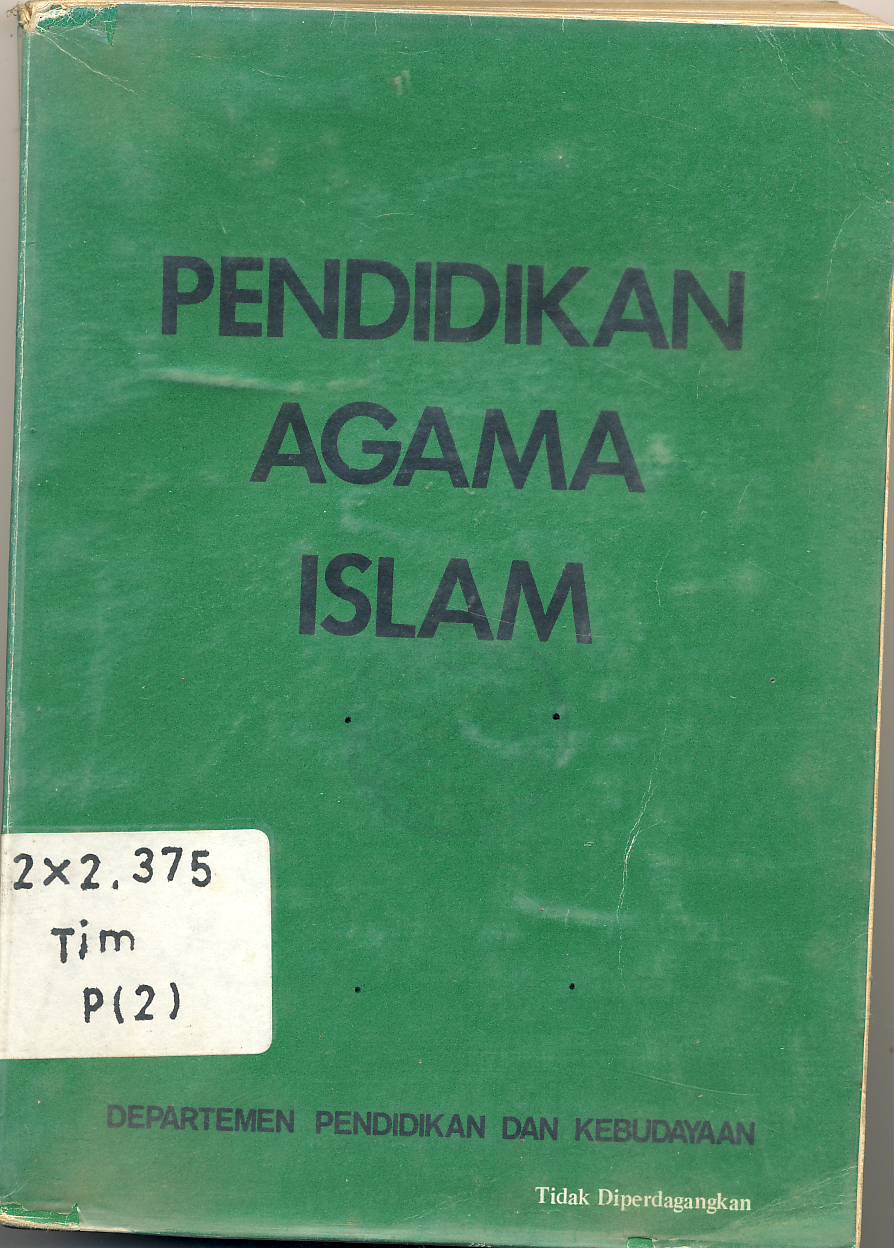 PENDIDIKAN
AGAMA
ISLAM
2×2.375
Tim
P(2)
DEPARTEMEN PENDIDIKAN DAN KEBUDAYAAN
Tidak Diperdagangkan